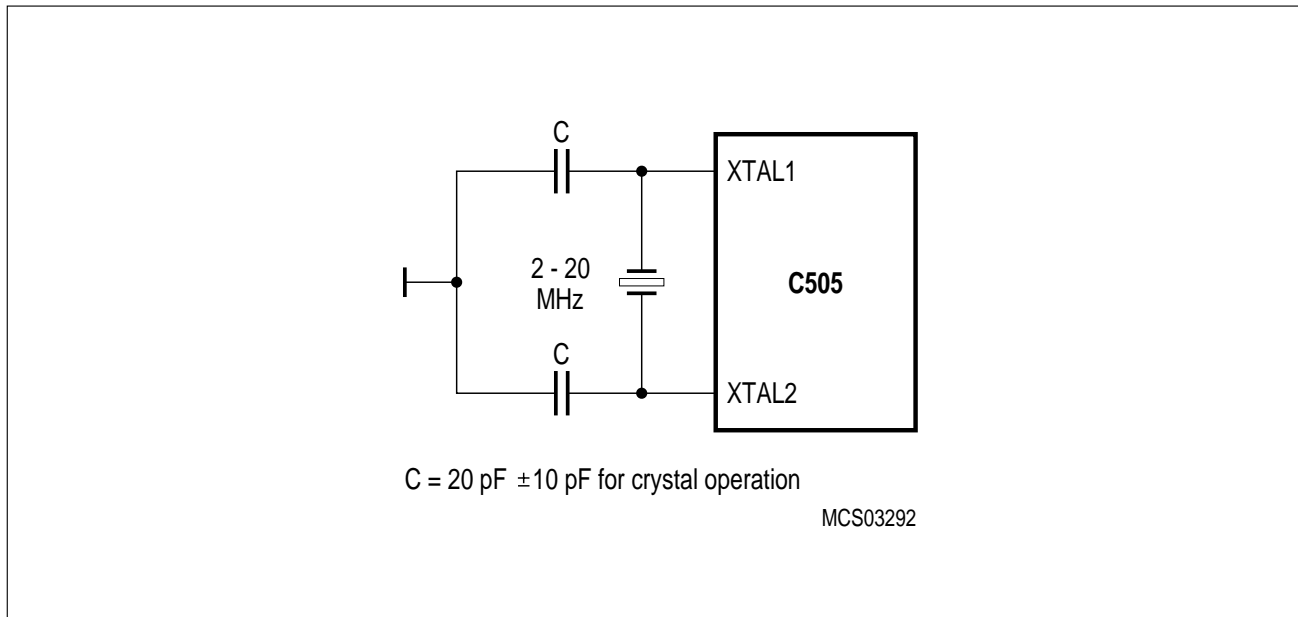 C
XTAL1
2 - 20
MHz
C505
C
XTAL2
C = 20 pF ±10 pF for crystal operation
MCS03292